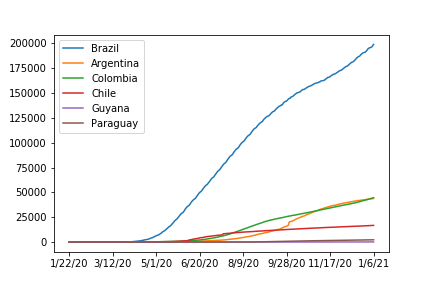 200000
175000
150000
125000
100000
75000
50000
25000
0
Brazil
Argentina
Colombia
Chile
Guyana
Paraguay
1/22/20 3/12/20 5/1/20 6/20/20 8/9/20 9/28/20 11/17/20 1/6/21